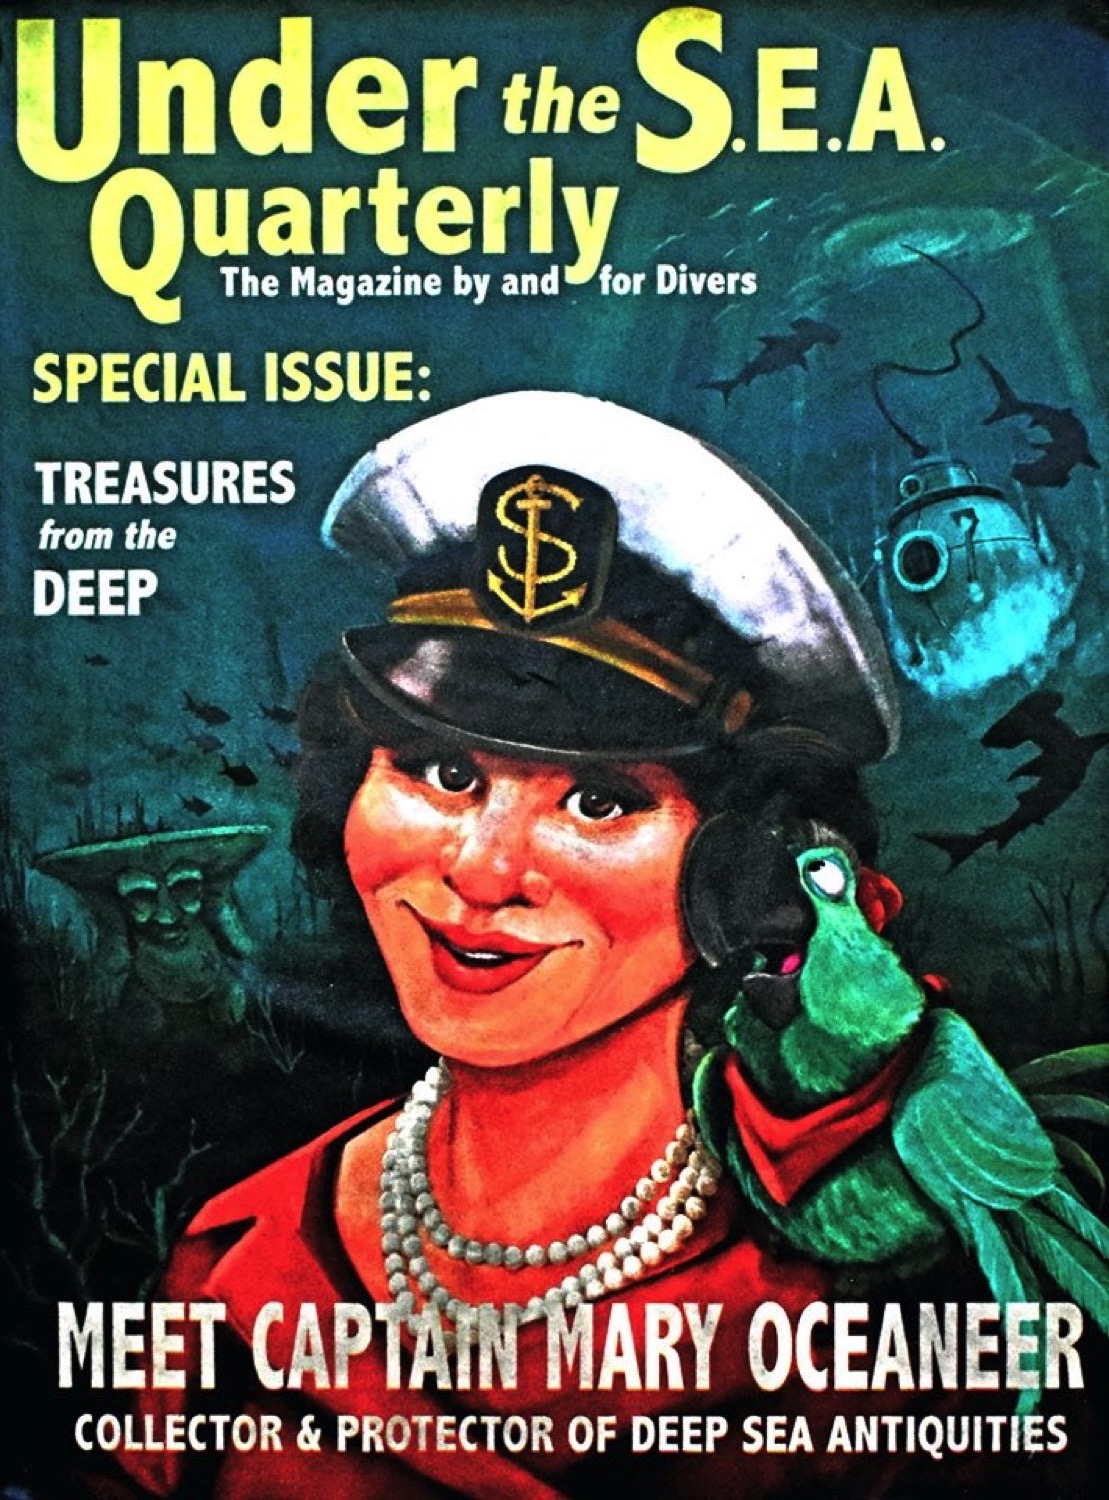 Under the S.E.A.
Quarterly
The Magazine by and for Divers
SPECIAL ISSUE:
TREASURES
from the
DEEP
S
MEET CAPTAIN MARY OCEANEER
COLLECTOR & PROTECTOR OF DEEP SEA ANTIQUITIES